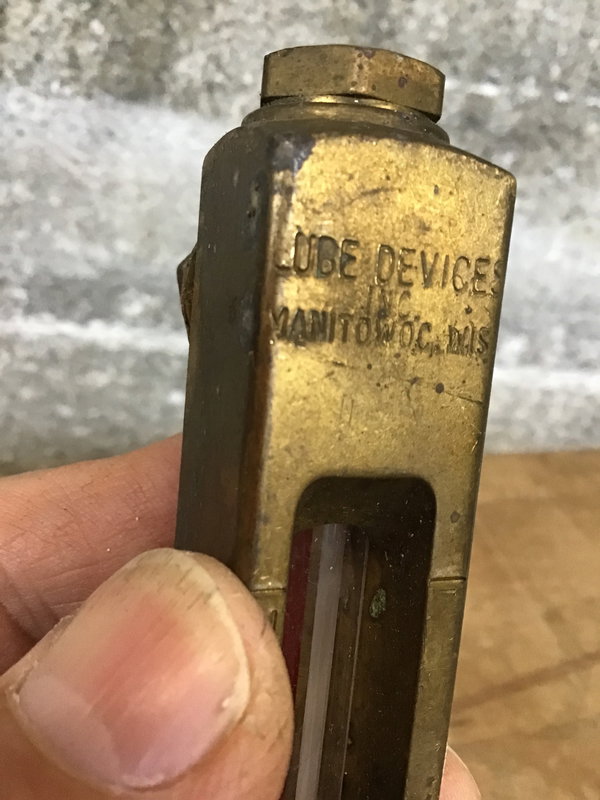 LUBE DEVICES
INC
MANITOWOC, WIS